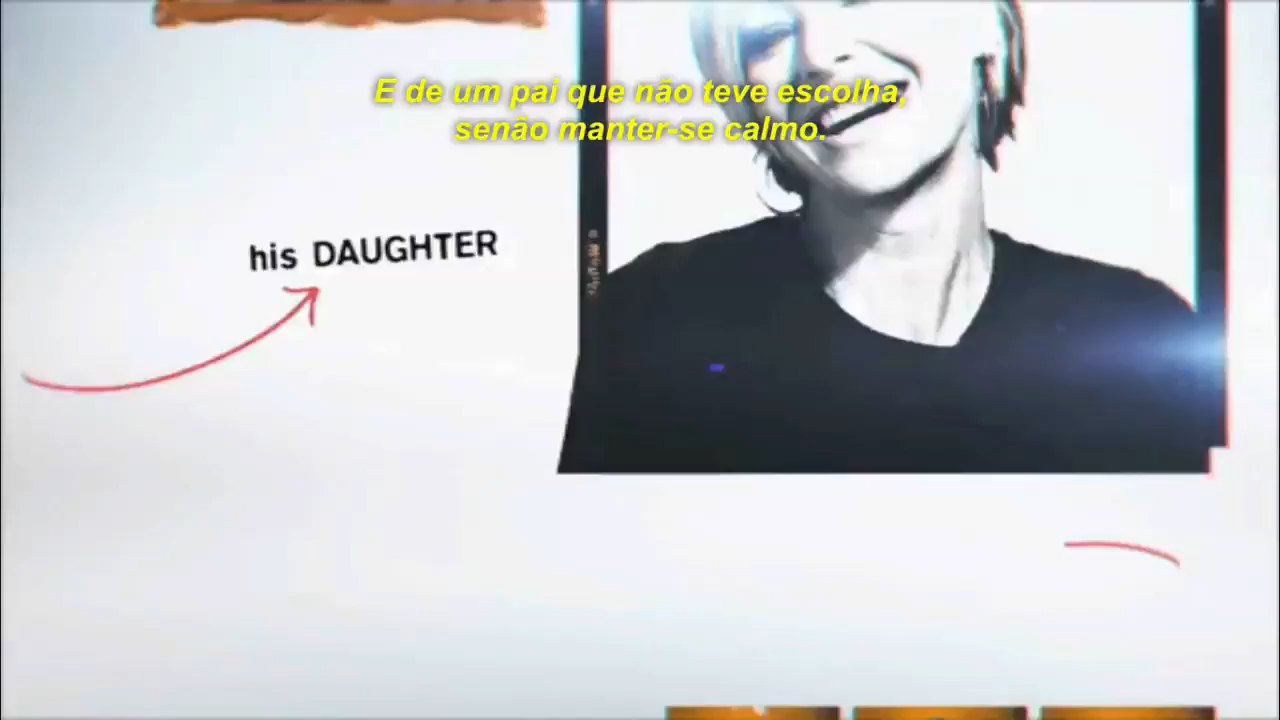 E de um pai que não teve escolha,
senão manter-se calmo.
his DAUGHTER